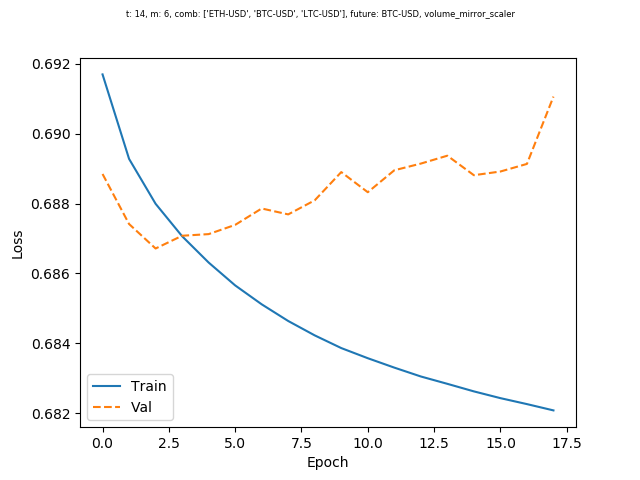 t: 14, m: 6, comb: ['ETH-USD', 'BTC-USD', 'LTC-USD'], future: BTC-USD, volume_mirror_scaler
0.692
0.690
0.688
0.686
0.684
0.682
Loss
Train
Val
0.0 2.5 5.0 7.5 10.0 12.5 15.0 17.5
Epoch